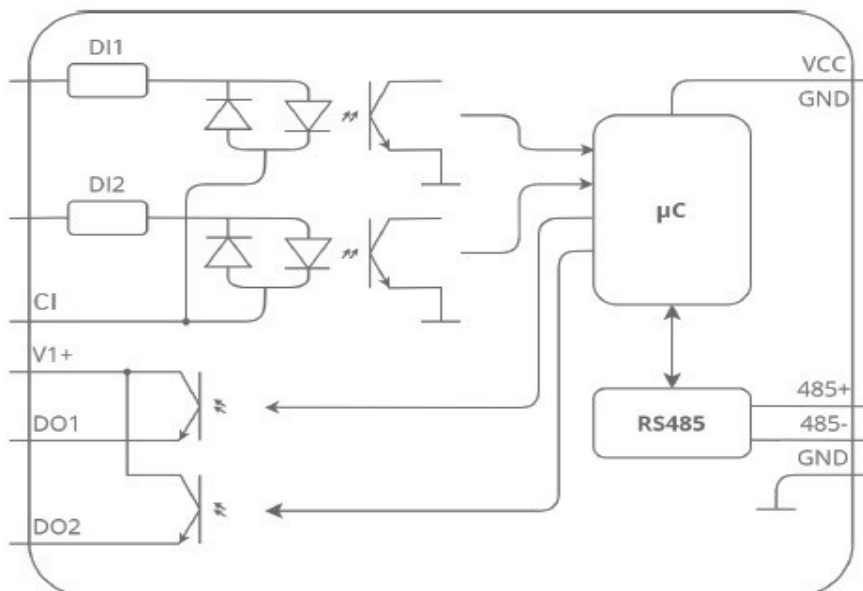 DI1
DI2
CI
V1+
DO1
DO2
VCC
GND
µC
RS485
485+
485-
GND